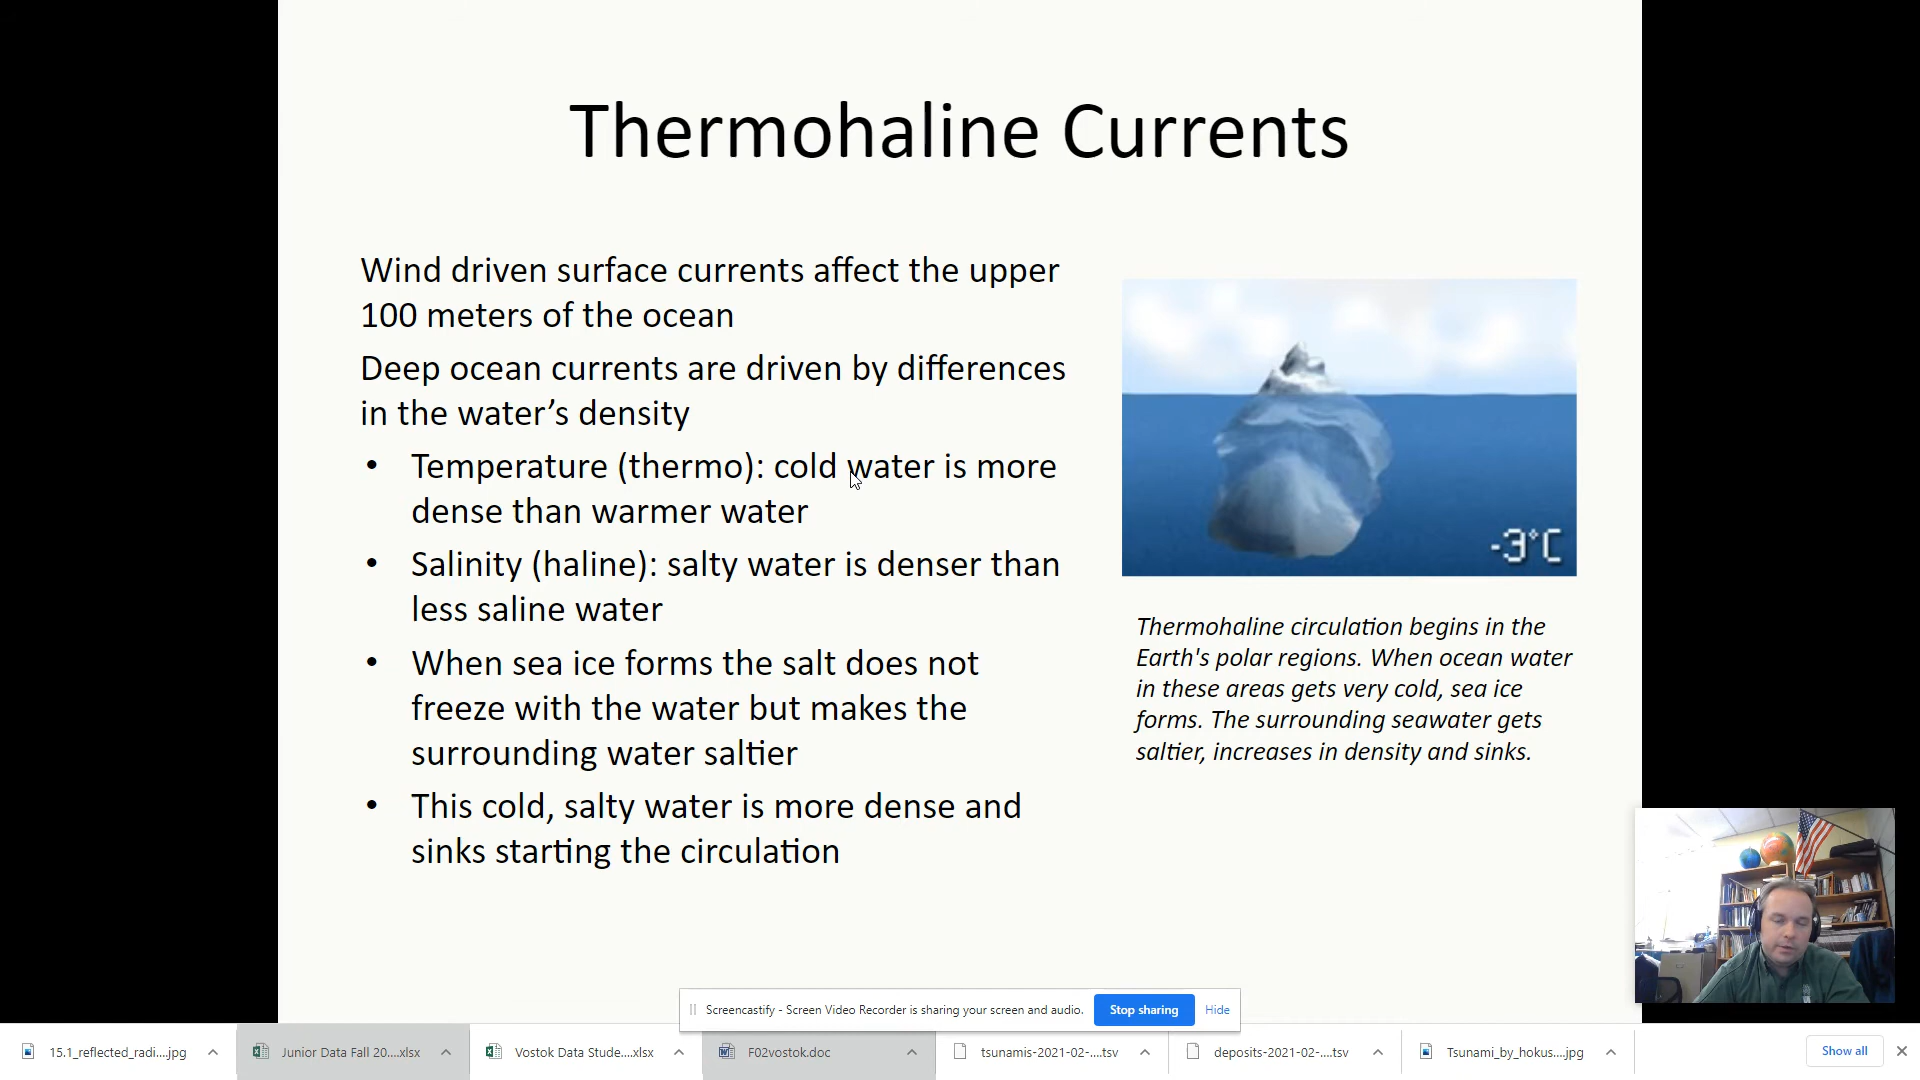 Thermohaline Currents
Wind driven surface currents affect the upper
100 meters of the ocean
Deep ocean currents are driven by differences
in the water’s density
• Temperature (thermo): cold water is more
dense than warmer water
• Salinity (haline): salty water is denser than
less saline water
• When sea ice forms the salt does not
freeze with the water but makes the
surrounding water saltier
• This cold, salty water is more dense and
sinks starting the circulation
-3°C
Thermohaline circulation begins in the
Earth's polar regions. When ocean water
in these areas gets very cold, sea ice
forms. The surrounding seawater gets
saltier, increases in density and sinks.
Screencastify - Screen Video Recorder is sharing your screen and audio. Stop sharing Hide
15.1_reflected_radi....jpg Junior Data Fall 20....xlsx Vostok Data Stude....xlsx F02vostok.doc tsunamis-2021-02-....tsv deposits-2021-02-....tsv Tsunami_by_hokus....jpg Show all